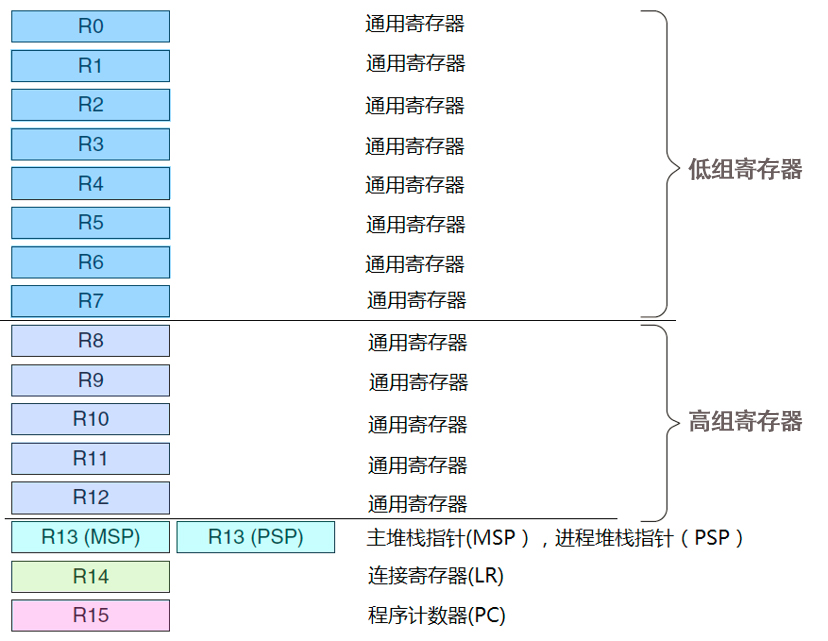 R0 通用寄存器
R1 通用寄存器
R2 通用寄存器
R3 通用寄存器
R4 通用寄存器 低组寄存器
R5 通用寄存器
R6 通用寄存器
R7 通用寄存器
R8 通用寄存器
R9 通用寄存器
R10 通用寄存器 高组寄存器
R11 通用寄存器
R12 通用寄存器
R13 (MSP) R13 (PSP) 主堆栈指针(MSP），进程堆栈指针（PSP）
R14 连接寄存器(LR)
R15 程序计数器(PC)